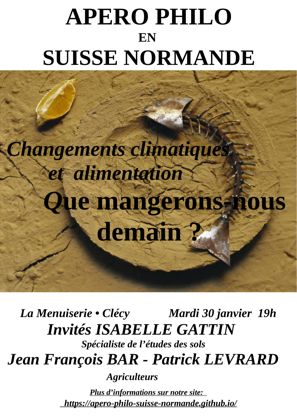 APERO PHILO
EN
SUISSE NORMANDE
Changements climatiques
et alimentation
Que mangerons-nous
demain ?
La Menuiserie • Clécy Mardi 30 janvier 19h
Invités ISABELLE GATTIN
Spécialiste de l'études des sols
Jean François BAR - Patrick LEVRARD
Agriculteurs
Plus d'informations sur notre site:
https://apero-philo-suisse-normande.github.io/